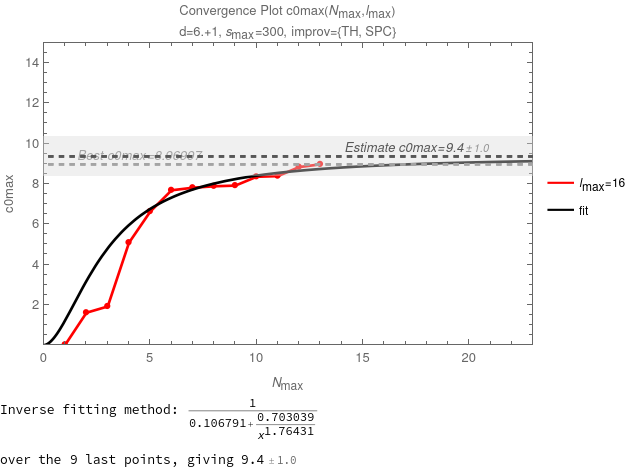 Convergence Plot c0max(Nmax,lmax)
d=6.+1, smax=300, improv={TH, SPC}
14
12
10
8
6
4
2
0
5
10
15
20
c0max
Nmax
Estimate c0max=9.4 ± 1.0
lmax=16
fit
Inverse fitting method: 1
0.106791+ 0.703039
x1.76431
over the 9 last points, giving 9.4 ± 1.0